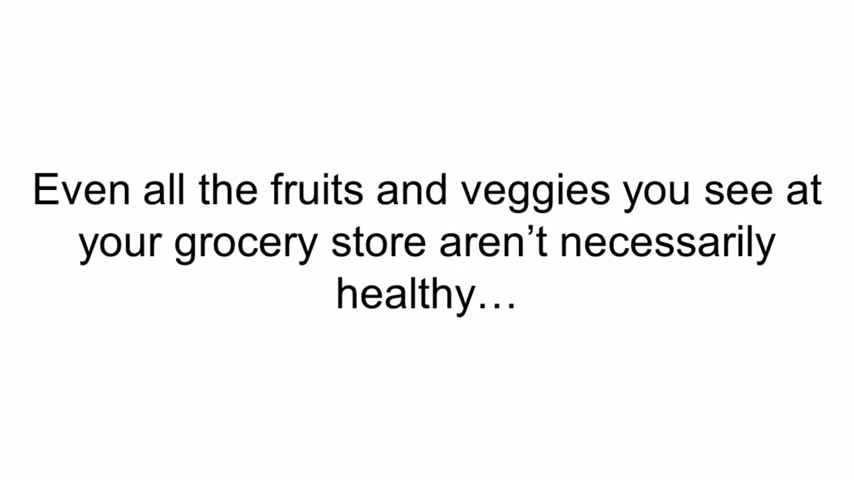 Even all the fruits and veggies you see at
your grocery store aren’t necessarily
healthy…